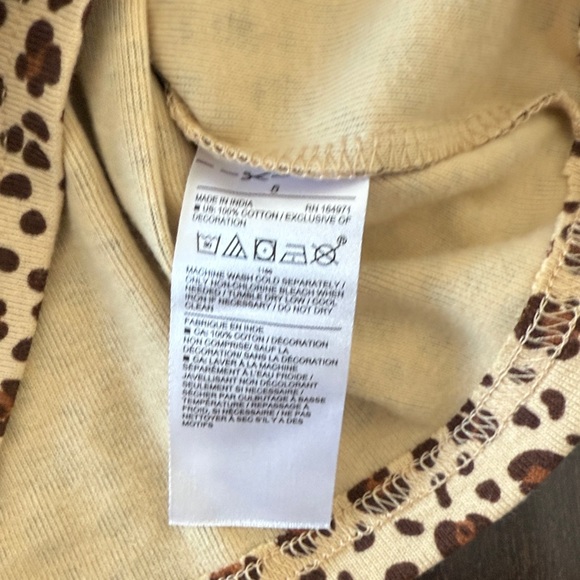 MADE IN INDIA RN 164971
■ US: 100% COTTON / EXCLUSIVE OF
DECORATION
MACHINE WASH COLD SEPARATELY /
ONLY NON-CHLORINE BLEACH WHEN
NEEDED / TUMBLE DRY LOW / COOL
IRON IF NECESSARY / DO NOT DRY
CLEAN
FABRIQUE EN INDE
■ CA: 100% COTON / DÉCORATION
NON COMPRISE/ SAUF LA
DÉCORATION SANS LA DÉCORATION
■ CA: LAVER À LA MACHINE
SÉPARÉMENT À L'EAU FROIDE /
JAVELLISANT NON DÉCOLORANT
SEULEMENT SI NÉCESSAIRE /
SÉCHER PAR CULBUTAGE À BASSE
TEMPÉRATURE / REPASSAGE À
FROID, SI NÉCESSAIRE / NE PAS
NETTOYER À SEC S'IL Y A DES
MOTIFS